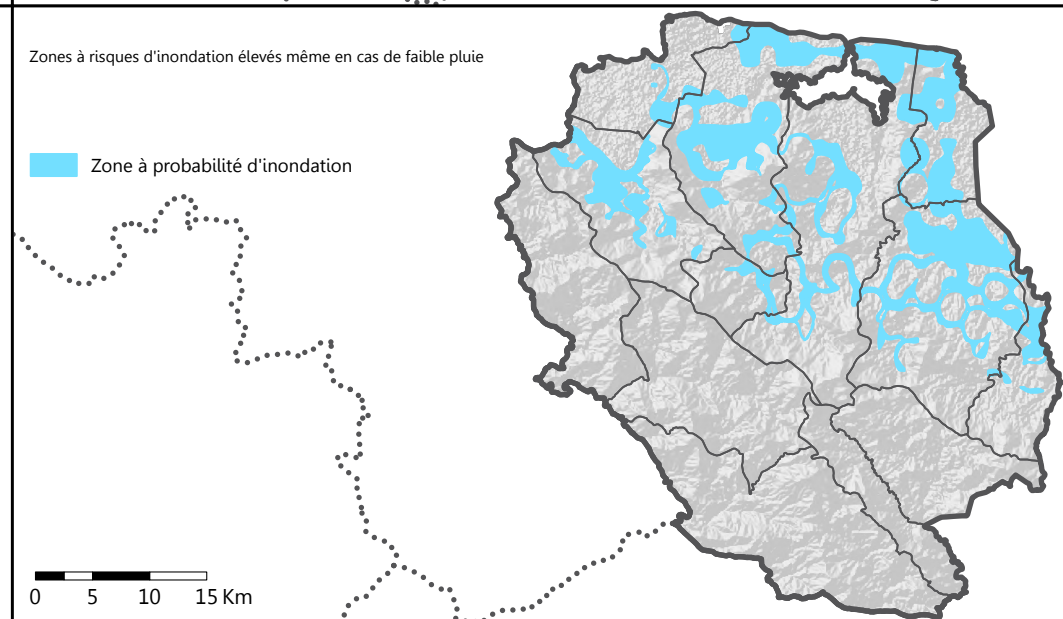 Zones à risques d'inondation élevés même en cas de faible pluie
Zone à probabilité d'inondation
0 5 10 15 Km